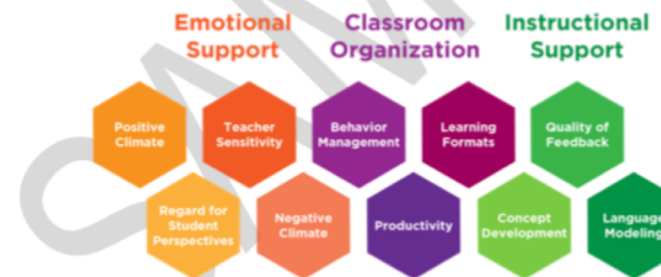 Emotional
Support
Classroom
Organization
Instructional
Support
Positive
Climate
Teacher
Sensitivity
Behavior
Management
Learning
Formats
Quality of
Feedback
Regard for
Student
Perspectives
Negative
Climate
Productivity
Concept
Development
Language
Modeling